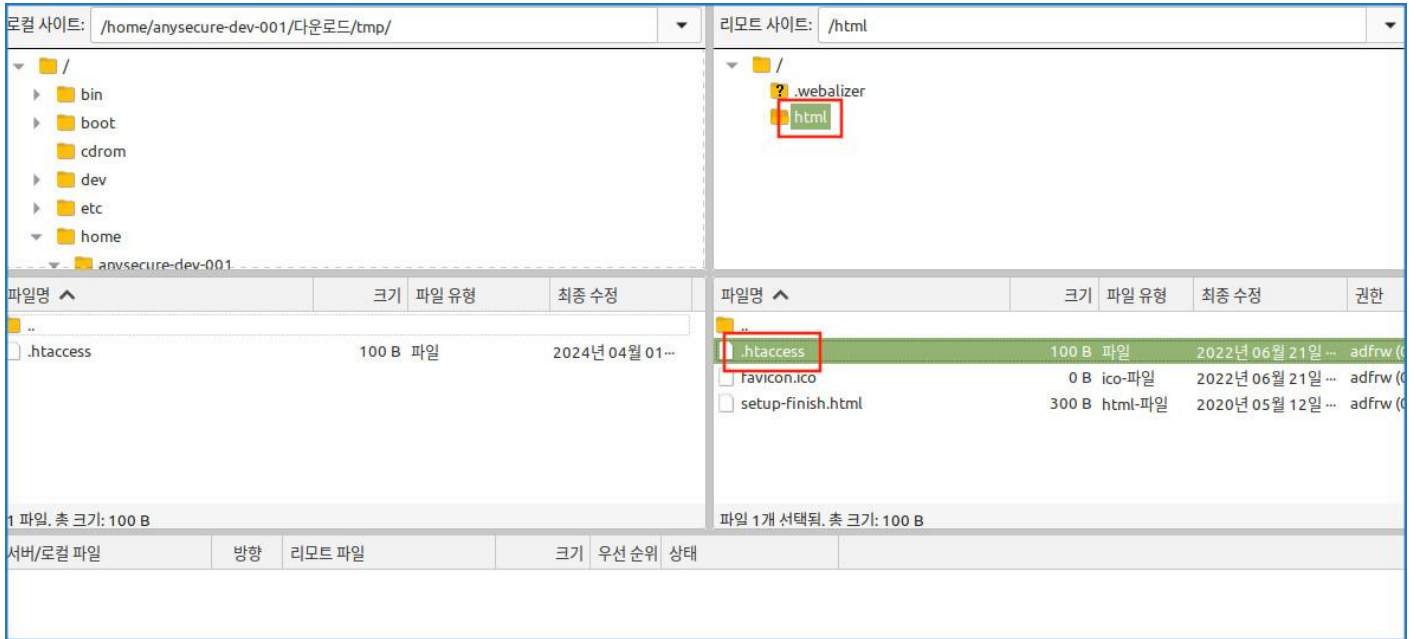 로컬 사이트: /home/anysecure-dev-001/다운로드/tmp/
/
bin
boot
cdrom
dev
etc
home
anysecure-dev-001
리모트 사이트: /html
/
? .webalizer
html
파일명 크기 파일 유형 최종 수정
..
.htaccess 100 B 파일 2024년 04월 01…
1 파일. 총 크기: 100 B
파일명 크기 파일 유형 최종 수정 권한
..
.htaccess 100 B 파일 2022년 06월 21일 … adfrw (0
favicon.ico 0 B ico-파일 2022년 06월 21일 … adfrw (0
setup-finish.html 300 B html-파일 2020년 05월 12일 … adfrw (0
파일 1개 선택됨. 총 크기: 100 B
서버/로컬 파일 방향 리모트 파일 크기 우선 순위 상태